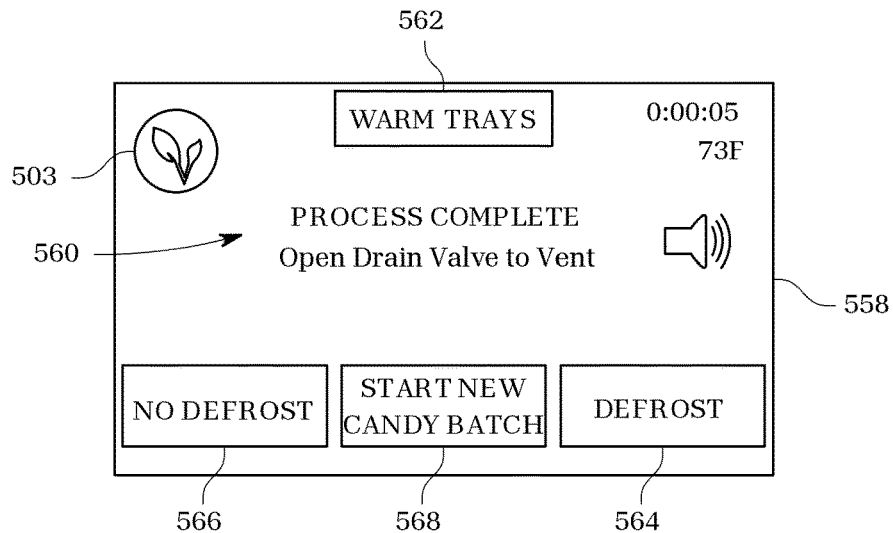 562
WARM TRAYS
0:00:05
73F
503
PROCESS COMPLETE
560
Open Drain Valve to Vent
558
NO DEFROST
START NEW
CANDY BATCH
DEFROST
566
568
564